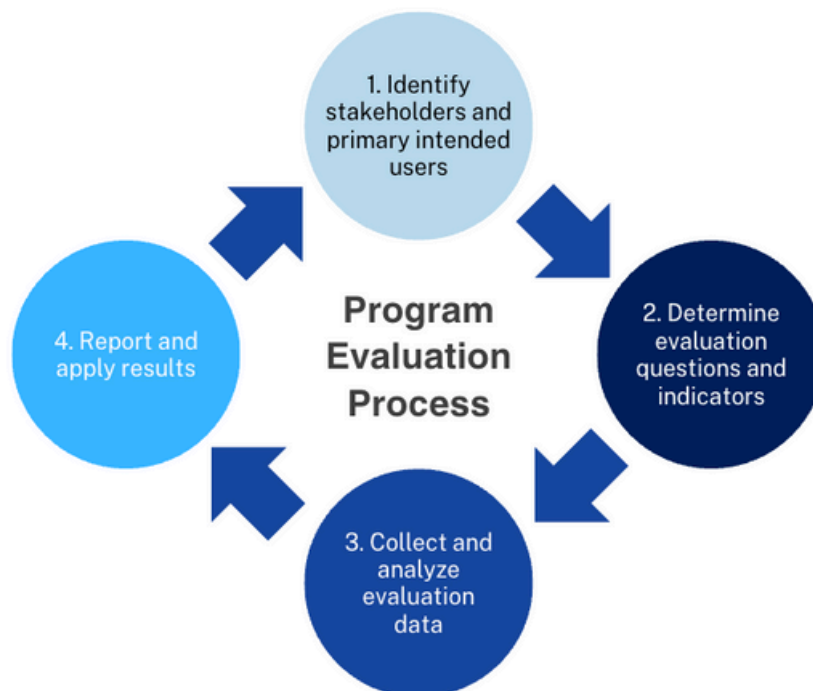 1. Identify
stakeholders and
primary intended
users
Program
Evaluation
Process
2. Determine
evaluation
questions and
indicators
3. Collect and
analyze
evaluation
data
4. Report and
apply results